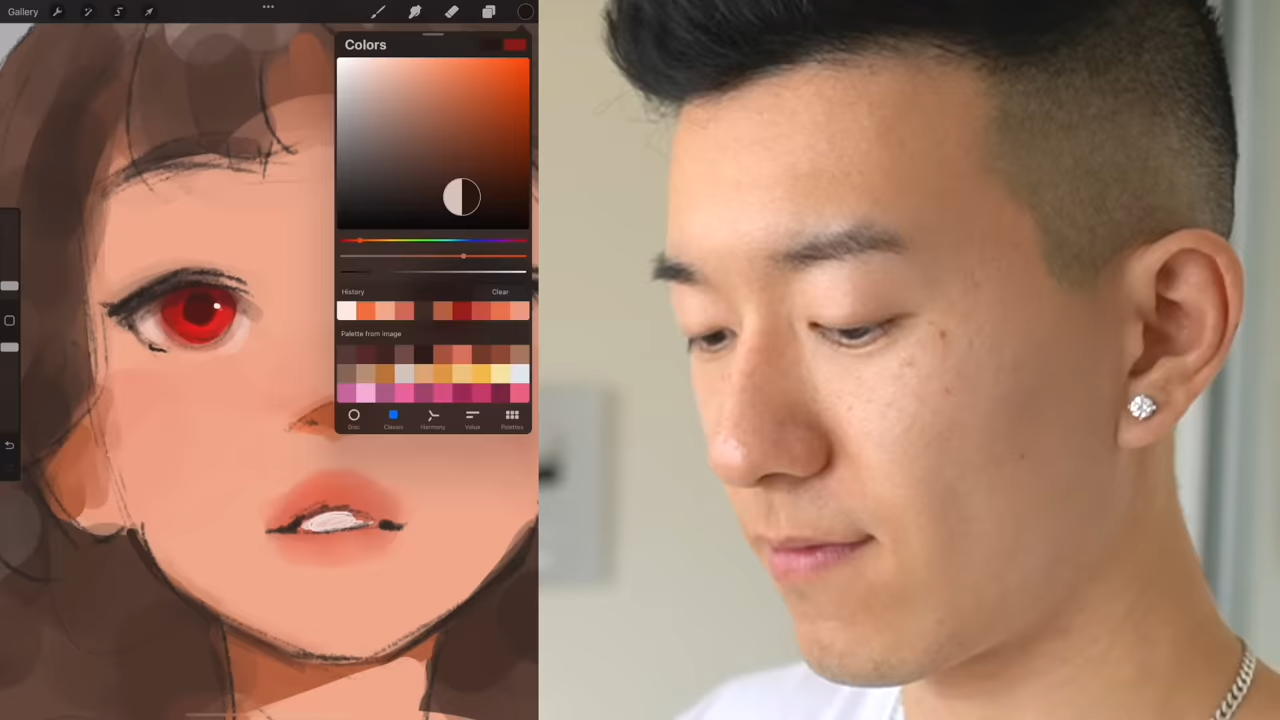 Gallery
Colors
History Clear
Palette from image
Disc Classic Harmony Value Palettes